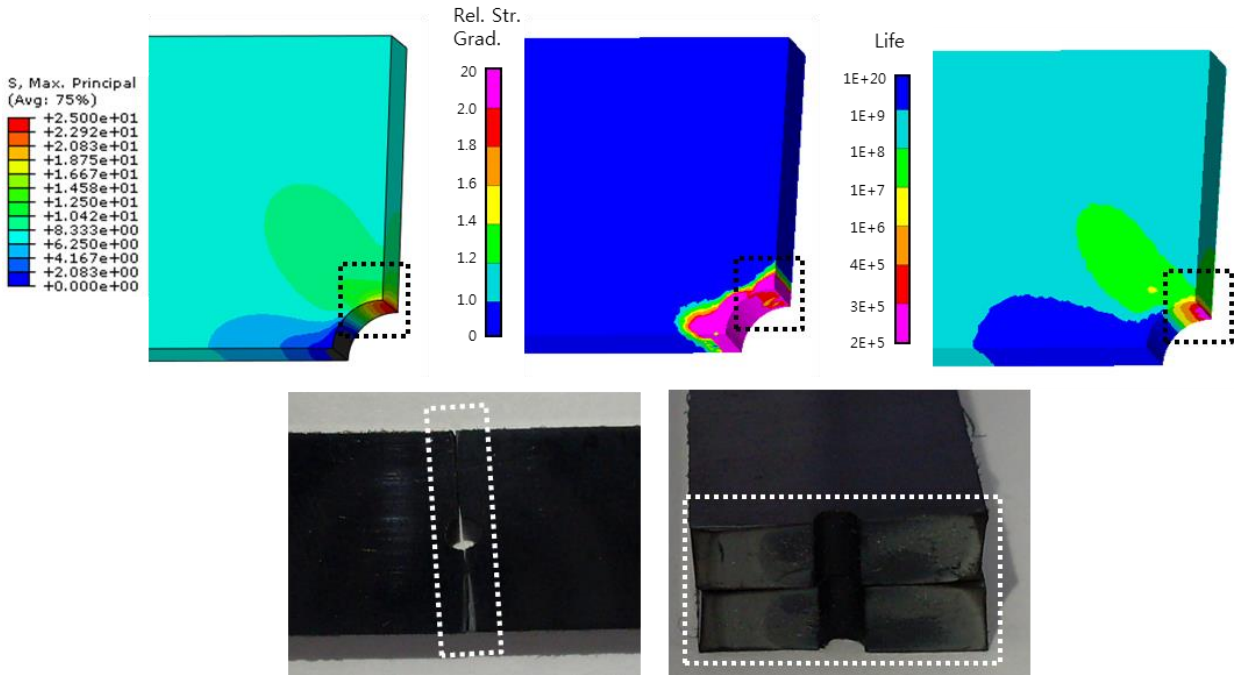 S, Max. Principal
(Avg: 75%)
+2.500e+01
+2.292e+01
+2.083e+01
+1.875e+01
+1.667e+01
+1.458e+01
+1.250e+01
+1.042e+01
+8.333e+00
+6.250e+00
+4.167e+00
+2.083e+00
+0.000e+00
Rel. Str.
Grad.
20
2.0
1.8
1.6
1.4
1.2
1.0
0
Life
1E+20
1E+9
1E+8
1E+7
1E+6
4E+5
3E+5
2E+5